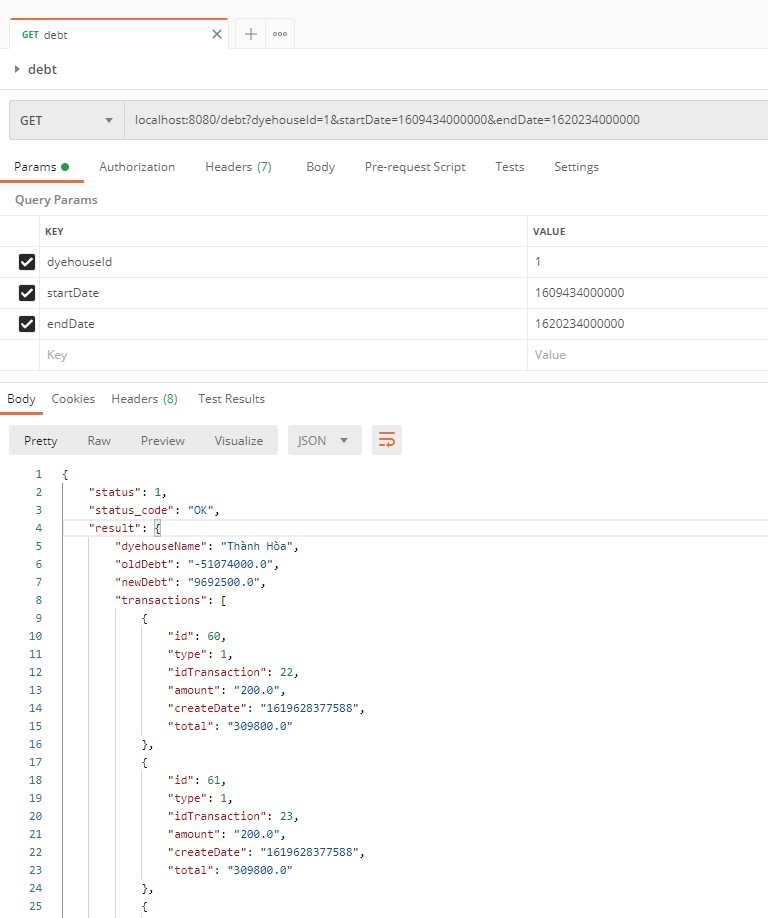 GET debt
debt
GET localhost:8080/debt?dyehouseId=1&startDate=1609434000000&endDate=1620234000000
Params Authorization Headers (7) Body Pre-request Script Tests Settings
Query Params
KEY VALUE
dyehouseId 1
startDate 1609434000000
endDate 1620234000000
Key Value
Body Cookies Headers (8) Test Results
Pretty Raw Preview Visualize JSON
1 {
2 "status": 1,
3 "status_code": "OK",
4 "result": {
5 "dyehouseName": "Thành Hòa",
6 "oldDebt": "-51074000.0",
7 "newDebt": "9692500.0",
8 "transactions": [
9 {
10 "id": 60,
11 "type": 1,
12 "idTransaction": 22,
13 "amount": "200.0",
14 "createDate": "1619628377588",
15 "total": "309800.0"
16 },
17 {
18 "id": 61,
19 "type": 1,
20 "idTransaction": 23,
21 "amount": "200.0",
22 "createDate": "1619628377588",
23 "total": "309800.0"
24 },
25 {